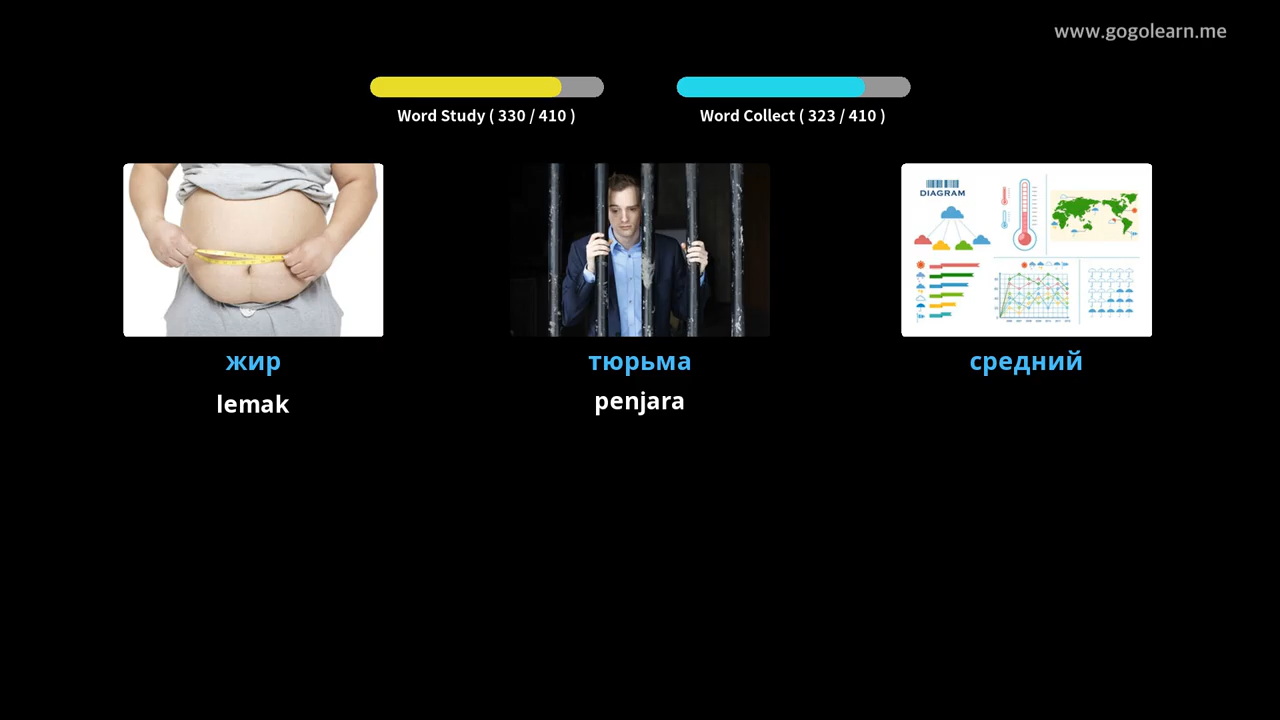 www.gogolearn.me
Word Study ( 330 / 410 )
Word Collect ( 323 / 410 )
DIAGRAM
жир
тюрьма
средний
lemak
penjara